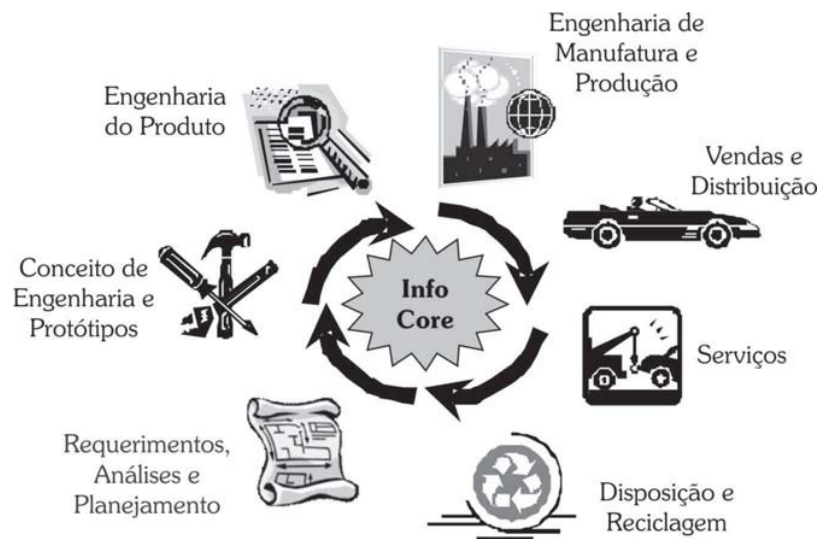 Engenharia de
Manufatura e
Produção
Engenharia
do Produto
Vendas e
Distribuição
Conceito de
Engenharia e
Protótipos
Info
Core
Serviços
Requerimentos,
Análises e
Planejamento
Disposição e
Reciclagem